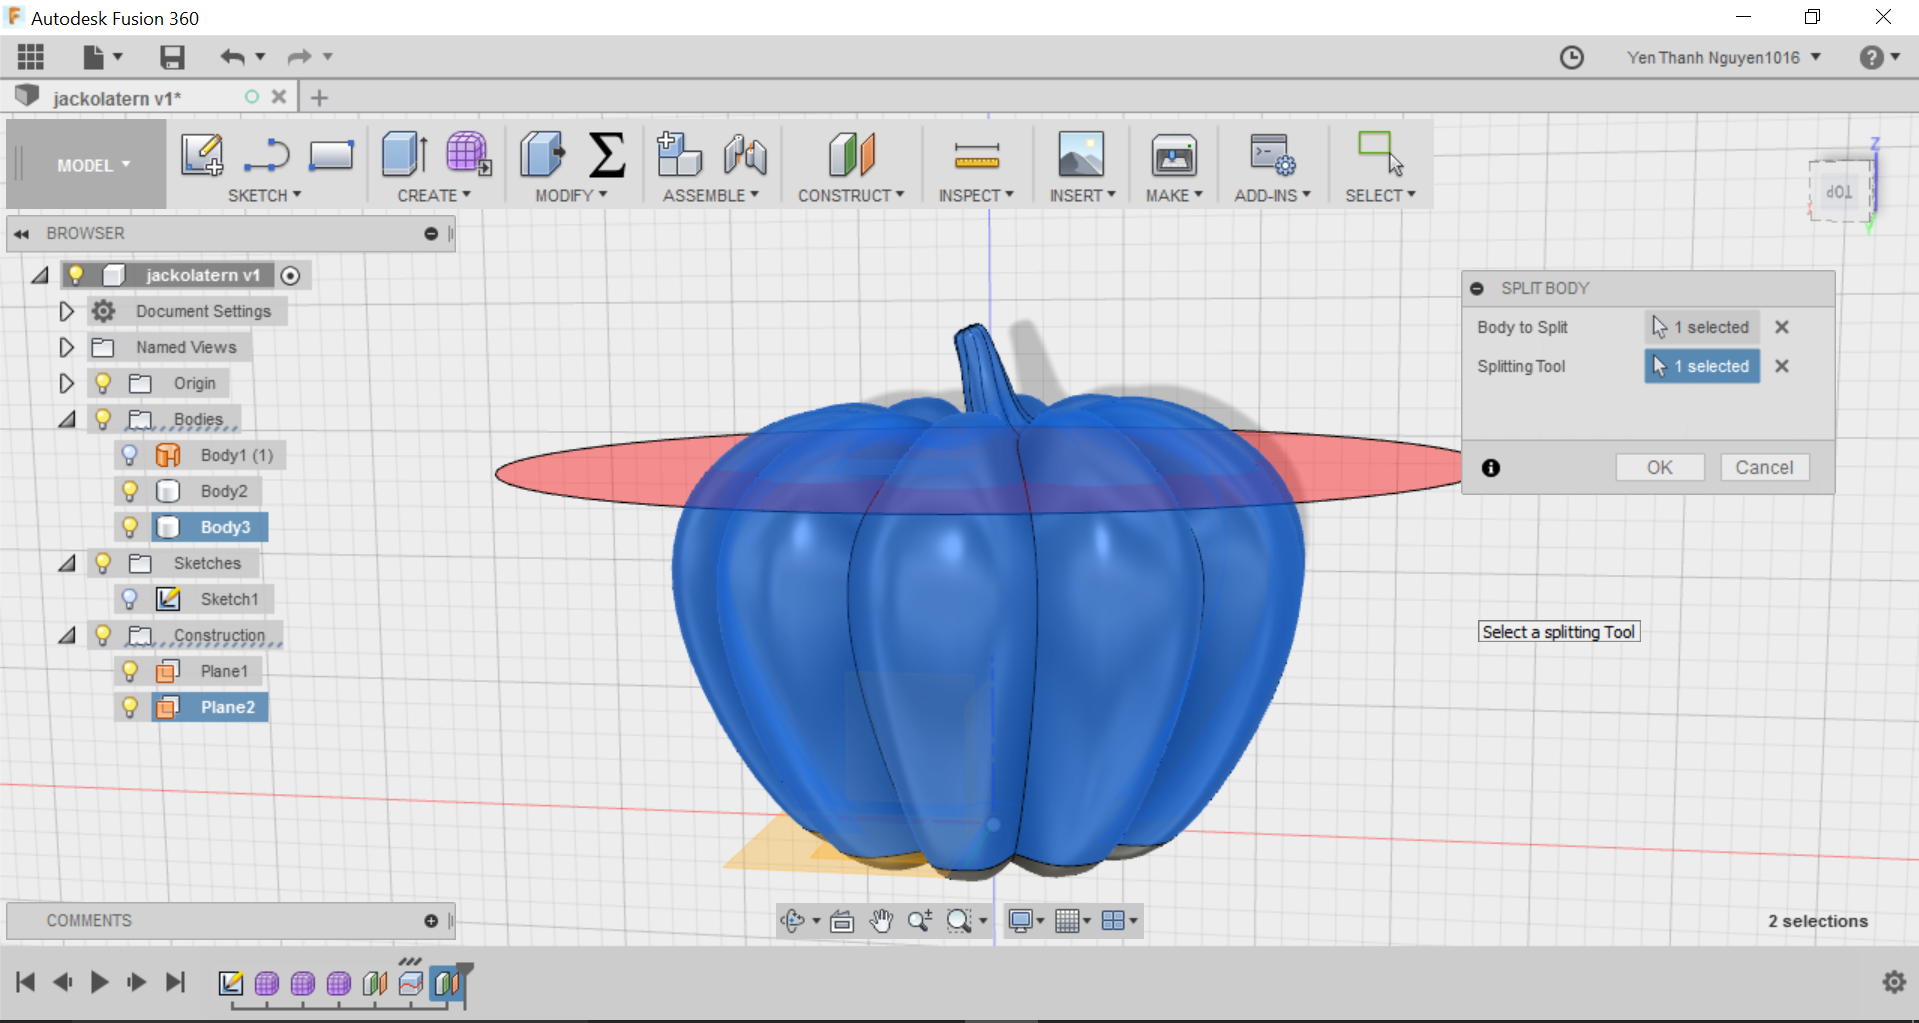 Autodesk Fusion 360
Yen Thanh Nguyen1016
jackolatern v1*
MODEL
SKETCH
CREATE
MODIFY
ASSEMBLE
CONSTRUCT
INSPECT
INSERT
MAKE
ADD-INS
SELECT
Z
TOP
BROWSER
jackolatern v1
Document Settings
Named Views
Origin
Bodies
Body1 (1)
Body2
Body3
Sketches
Sketch1
Construction
Plane1
Plane2
SPLIT BODY
Body to Split 1 selected
Splitting Tool 1 selected
OK Cancel
Select a splitting Tool
COMMENTS
2 selections